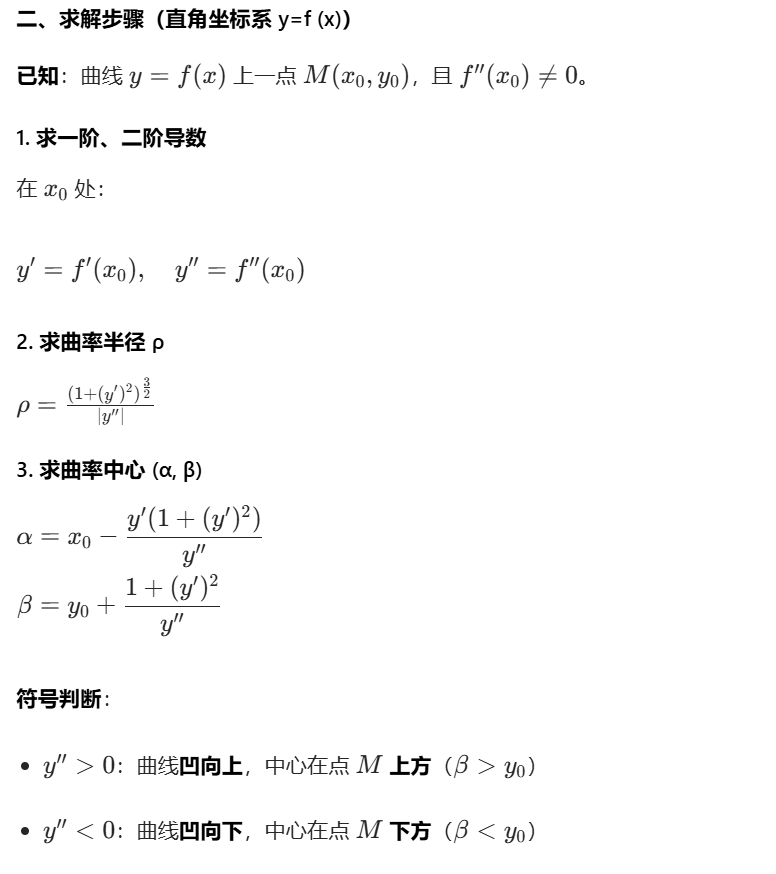 二、求解步骤（直角坐标系 y=f (x)）
已知：曲线 $y = f(x)$ 上一点 $M(x_0, y_0)$，且 $f''(x_0) \neq 0$。
1. 求一阶、二阶导数
在 $x_0$ 处：
$y' = f'(x_0), \quad y'' = f''(x_0)$
2. 求曲率半径 ρ
$\rho = \frac{(1+(y')^2)^{\frac{3}{2}}}{|y''|}$
3. 求曲率中心 (α, β)
$\alpha = x_0 - \dfrac{y'(1 + (y')^2)}{y''}$
$\beta = y_0 + \dfrac{1 + (y')^2}{y''}$
符号判断：
• $y'' > 0$：曲线凹向上，中心在点 $M$ 上方（$\beta > y_0$）
• $y'' < 0$：曲线凹向下，中心在点 $M$ 下方（$\beta < y_0$）